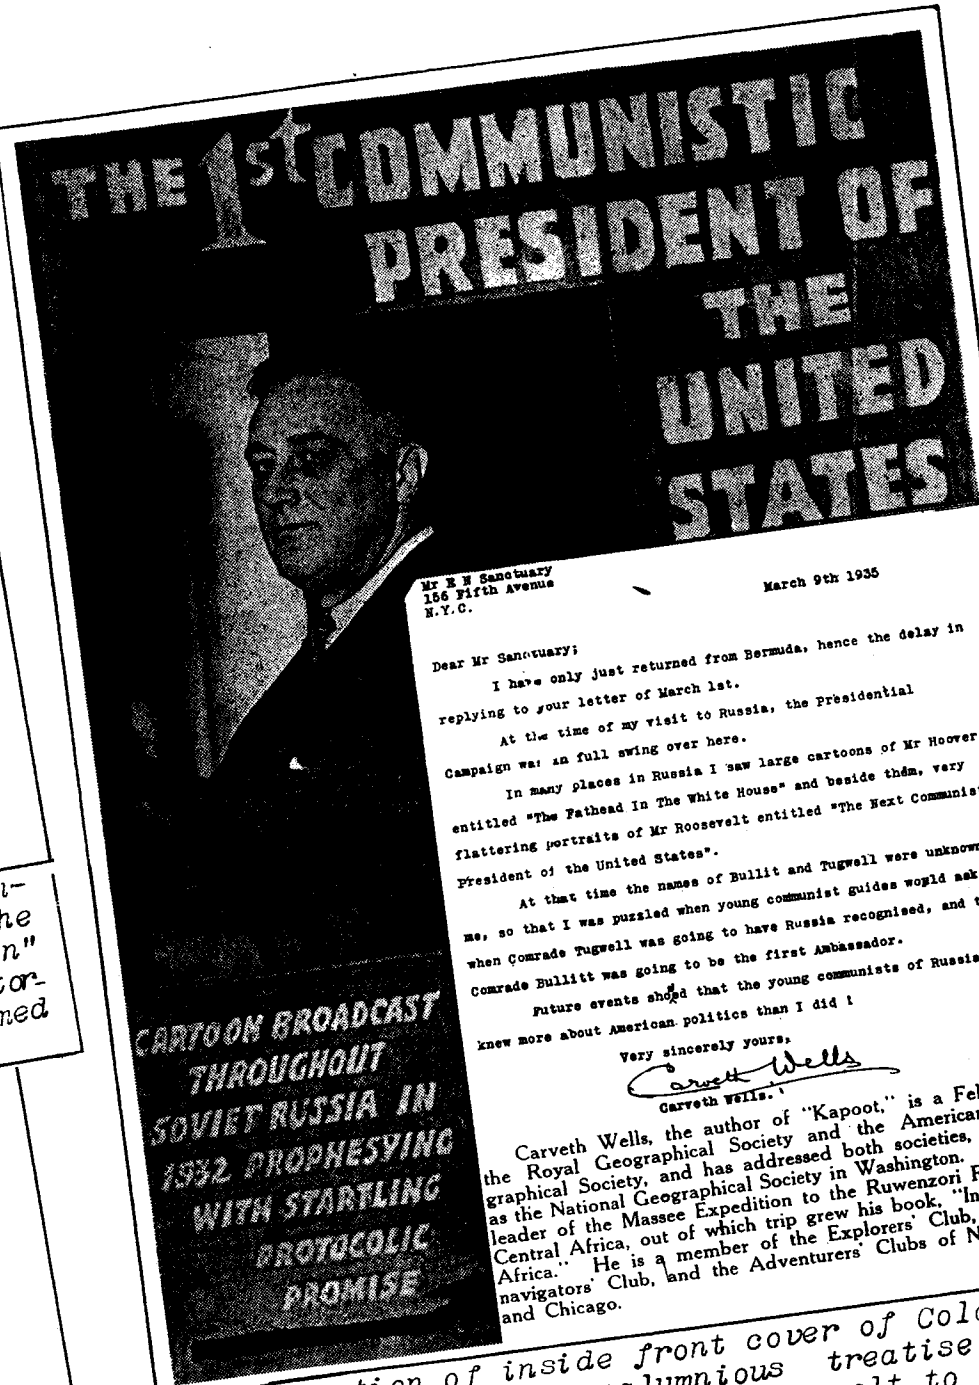 THE 1st COMMUNISTIC
PRESIDENT OF
THE
UNITED
STATES
Mr E N Sanctuary
156 Fifth Avenue
N.Y.C.
March 9th 1935
Dear Mr Sanctuary;
I have only just returned from Bermuda, hence the delay in
replying to your letter of March 1st.
At the time of my visit to Russia, the Presidential
Campaign was in full swing over here.
In many places in Russia I saw large cartoons of Mr Hoover
entitled "The Fathead In The White House" and beside them, very
flattering portraits of Mr Roosevelt entitled "The Next Communis
President of the United States".
At that time the names of Bullit and Tugwell were unknown
me, so that I was puzzled when young communist guides would ask
when Comrade Tugwell was going to have Russia recognised, and
Comrade Bullitt was going to be the first Ambassador.
Future events showed that the young communists of Russia
knew more about American politics than I did !
Very sincerely yours,
Carveth Wells
Carveth Wells.
CARTOON BROADCAST
THROUGHOUT
SOVIET RUSSIA IN
1932 PROPHESYING
WITH STARTLING
PROTOCOLIC
PROMISE
Carveth Wells, the author of "Kapoot," is a Fel
the Royal Geographical Society and the American
graphical Society, and has addressed both societies,
as the National Geographical Society in Washington.
leader of the Massee Expedition to the Ruwenzori
Central Africa, out of which trip grew his book, "In
Africa." He is a member of the Explorers' Club,
navigators' Club, and the Adventurers' Clubs of N
and Chicago.
he
n"
tor-
ned
tion of inside front cover of Colo
lumnious treatise
lt to